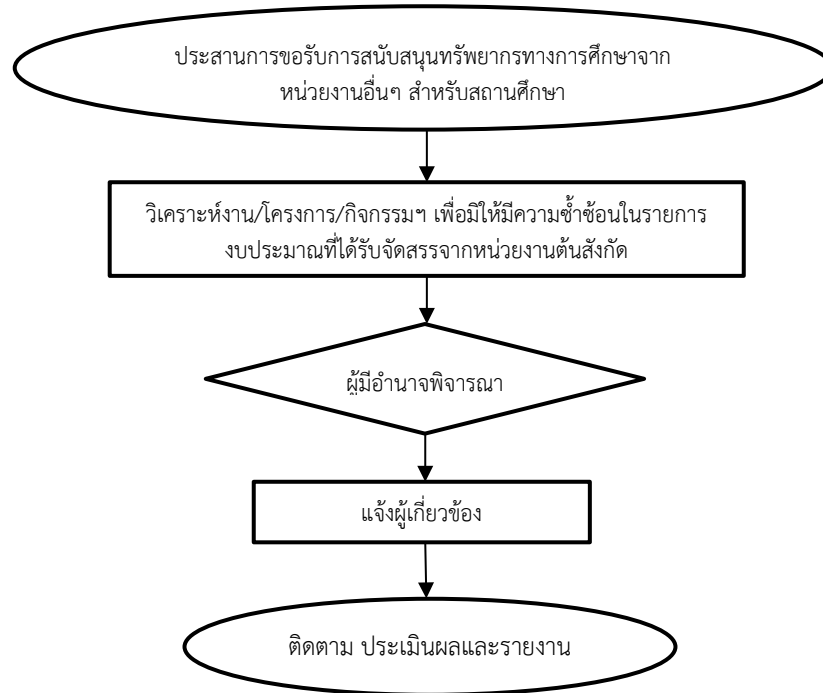 ประสานการขอรับการสนับสนุนทรัพยากรทางการศึกษาจาก
หน่วยงานอื่นๆ สำหรับสถานศึกษา
วิเคราะห์งาน/โครงการ/กิจกรรมฯ เพื่อมิให้มีความซ้ำซ้อนในรายการ
งบประมาณที่ได้รับจัดสรรจากหน่วยงานต้นสังกัด
ผู้มีอำนาจพิจารณา
แจ้งผู้เกี่ยวข้อง
ติดตาม ประเมินผลและรายงาน